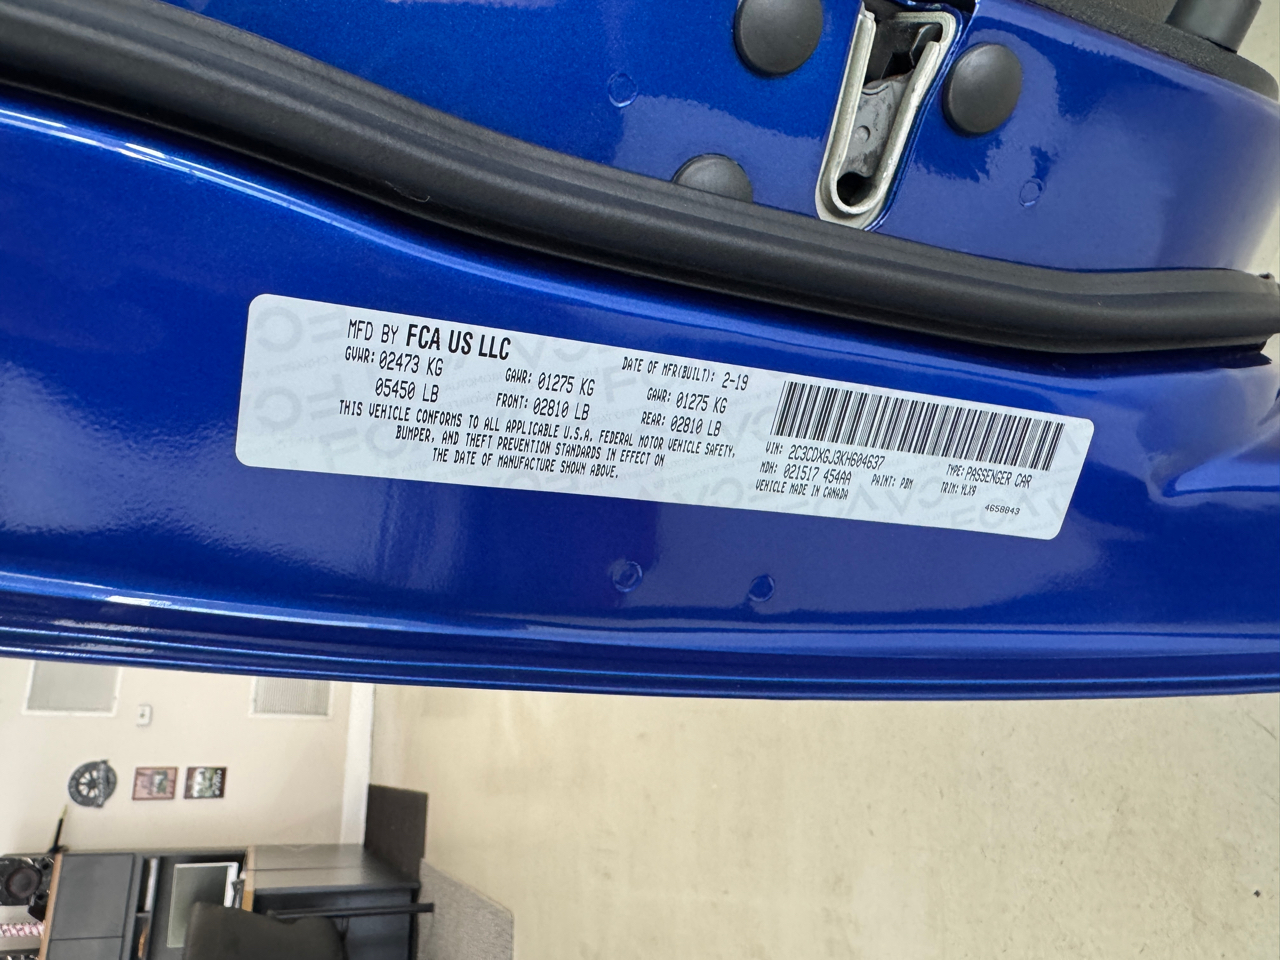 MFD BY FCA US LLC
DATE OF MFR(BUILT): 2-19
GVWR: 02473 KG
GAWR: 01275 KG
GAWR: 01275 KG
05450 LB
FRONT: 02810 LB
REAR: 02810 LB
THIS VEHICLE CONFORMS TO ALL APPLICABLE U.S.A. FEDERAL MOTOR VEHICLE SAFETY,
BUMPER, AND THEFT PREVENTION STANDARDS IN EFFECT ON
THE DATE OF MANUFACTURE SHOWN ABOVE.
VIN: 2C3CDXGJ3KH604637
TYPE: PASSENGER CAR
MDH: 021517 454AA
PAINT: PBM
TRIM: YLX9
VEHICLE MADE IN CANADA
4658043